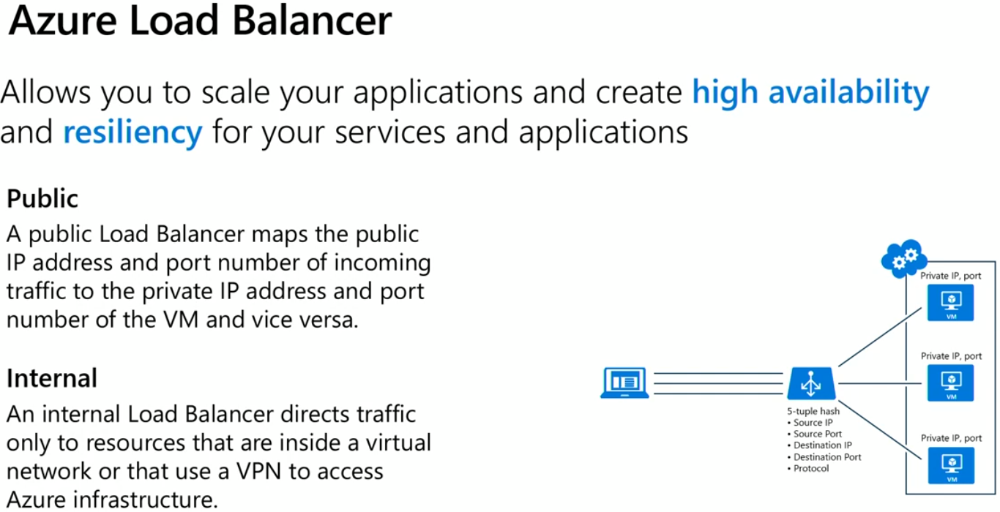 Azure Load Balancer
Allows you to scale your applications and create high availability
and resiliency for your services and applications
Public
A public Load Balancer maps the public
IP address and port number of incoming
traffic to the private IP address and port
number of the VM and vice versa.
Internal
An internal Load Balancer directs traffic
only to resources that are inside a virtual
network or that use a VPN to access
Azure infrastructure.
5-tuple hash
• Source IP
• Source Port
• Destination IP
• Destination Port
• Protocol
Private IP, port
VM
Private IP, port
VM
Private IP, port
VM